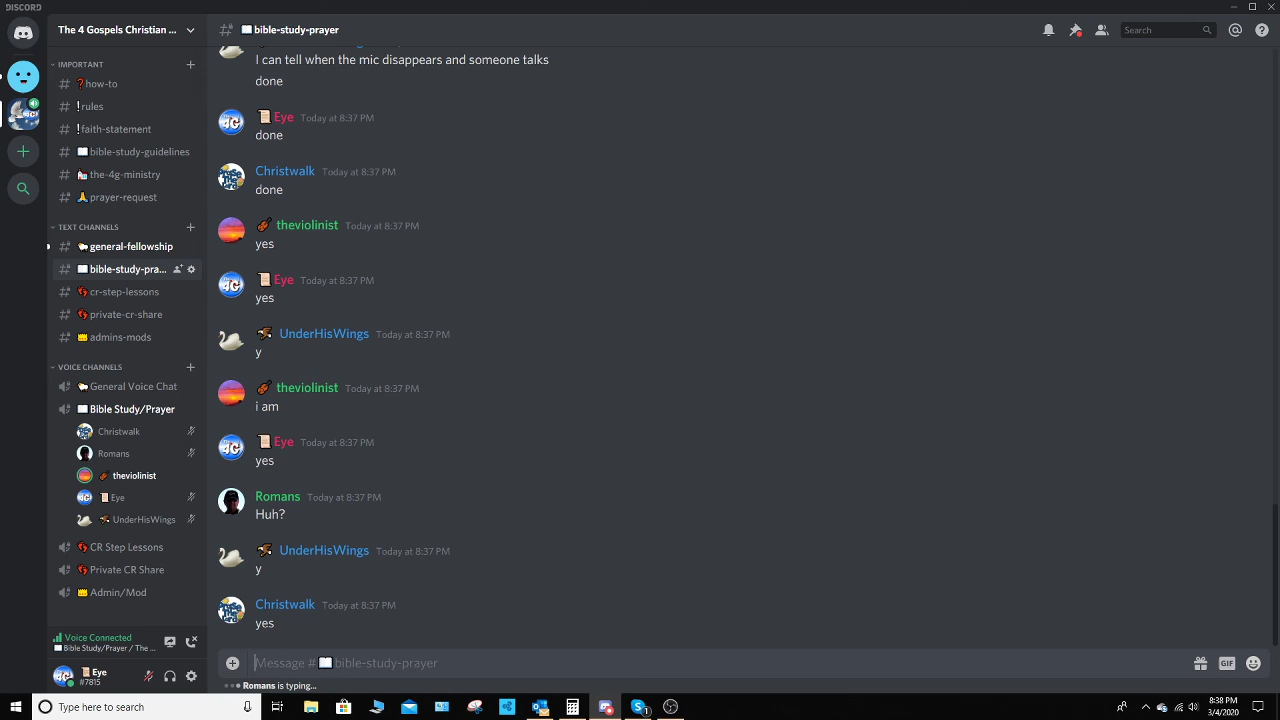 DISCORD
The 4 Gospels Christian ...
IMPORTANT
# ❓how-to
# ❗rules
# ❗faith-statement
# 📖bible-study-guidelines
# the-4g-ministry
# 🙏prayer-request
TEXT CHANNELS
# general-fellowship
# 📖bible-study-pra...
# 👣cr-step-lessons
# 👣private-cr-share
# 👑admins-mods
VOICE CHANNELS
General Voice Chat
📖Bible Study/Prayer
Christwalk
Romans
🎻 theviolinist
📜Eye
UnderHisWings
👣CR Step Lessons
👣Private CR Share
👑Admin/Mod
Voice Connected
📖Bible Study/Prayer / The ...
📜Eye
#7815
# 📖bible-study-prayer
Search
I can tell when the mic disappears and someone talks
done
📜Eye Today at 8:37 PM
done
Christwalk Today at 8:37 PM
done
🎻 theviolinist Today at 8:37 PM
yes
📜Eye Today at 8:37 PM
yes
UnderHisWings Today at 8:37 PM
y
🎻 theviolinist Today at 8:37 PM
i am
📜Eye Today at 8:37 PM
yes
Romans Today at 8:37 PM
Huh?
UnderHisWings Today at 8:37 PM
y
Christwalk Today at 8:37 PM
yes
Message #📖bible-study-prayer
GIF
Romans is typing...
Type here to search
8:38 PM
3/4/2020